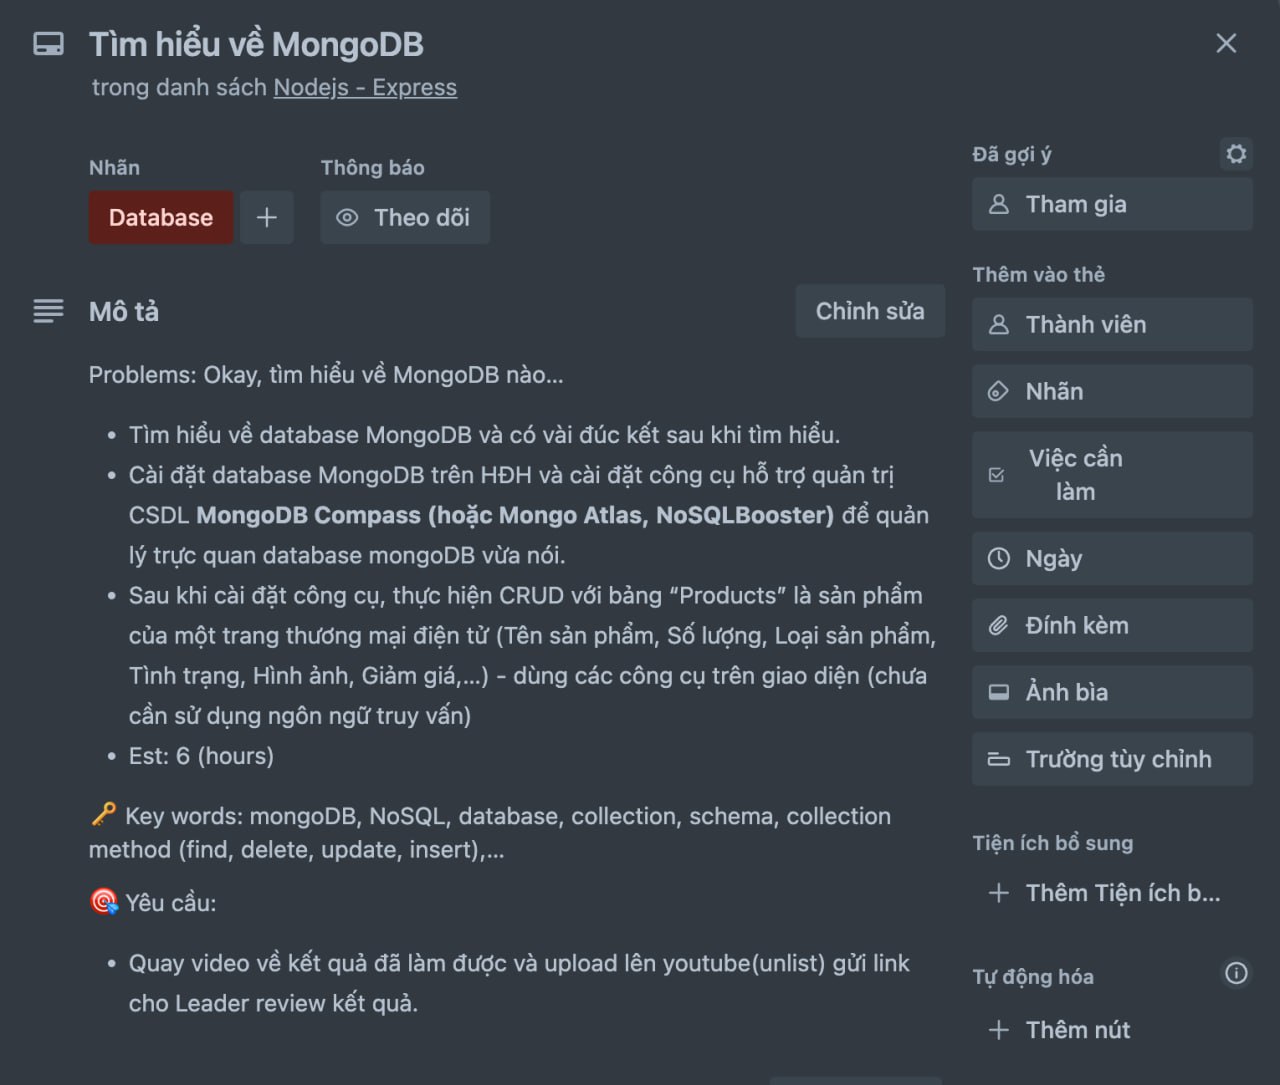 Tìm hiểu về MongoDB
trong danh sách Nodejs - Express
Nhãn
Thông báo
Database
Theo dõi
Mô tả
Chỉnh sửa
Problems: Okay, tìm hiểu về MongoDB nào...
• Tìm hiểu về database MongoDB và có vài đúc kết sau khi tìm hiểu.
• Cài đặt database MongoDB trên HĐH và cài đặt công cụ hỗ trợ quản trị
CSDL MongoDB Compass (hoặc Mongo Atlas, NoSQLBooster) để quản
lý trực quan database mongoDB vừa nói.
• Sau khi cài đặt công cụ, thực hiện CRUD với bảng “Products” là sản phẩm
của một trang thương mại điện tử (Tên sản phẩm, Số lượng, Loại sản phẩm,
Tình trạng, Hình ảnh, Giảm giá,...) - dùng các công cụ trên giao diện (chưa
cần sử dụng ngôn ngữ truy vấn)
• Est: 6 (hours)
🔑 Key words: mongoDB, NoSQL, database, collection, schema, collection
method (find, delete, update, insert),...
🎯 Yêu cầu:
• Quay video về kết quả đã làm được và upload lên youtube(unlist) gửi link
cho Leader review kết quả.
Đã gợi ý
Tham gia
Thêm vào thẻ
Thành viên
Nhãn
Việc cần
làm
Ngày
Đính kèm
Ảnh bìa
Trường tùy chỉnh
Tiện ích bổ sung
Thêm Tiện ích b...
Tự động hóa
Thêm nút